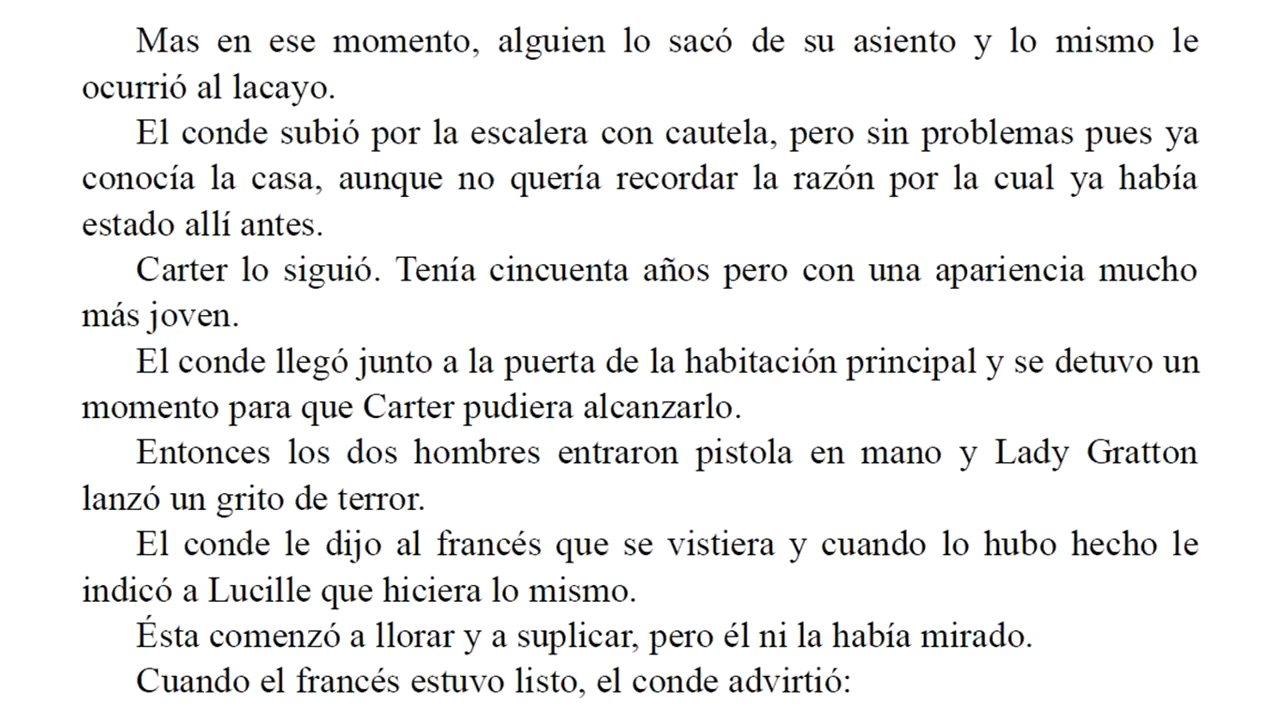 Mas en ese momento, alguien lo sacó de su asiento y lo mismo le
ocurrió al lacayo.
El conde subió por la escalera con cautela, pero sin problemas pues ya
conocía la casa, aunque no quería recordar la razón por la cual ya había
estado allí antes.
Carter lo siguió. Tenía cincuenta años pero con una apariencia mucho
más joven.
El conde llegó junto a la puerta de la habitación principal y se detuvo un
momento para que Carter pudiera alcanzarlo.
Entonces los dos hombres entraron pistola en mano y Lady Gratton
lanzó un grito de terror.
El conde le dijo al francés que se vistiera y cuando lo hubo hecho le
indicó a Lucille que hiciera lo mismo.
Ésta comenzó a llorar y a suplicar, pero él ni la había mirado.
Cuando el francés estuvo listo, el conde advirtió: